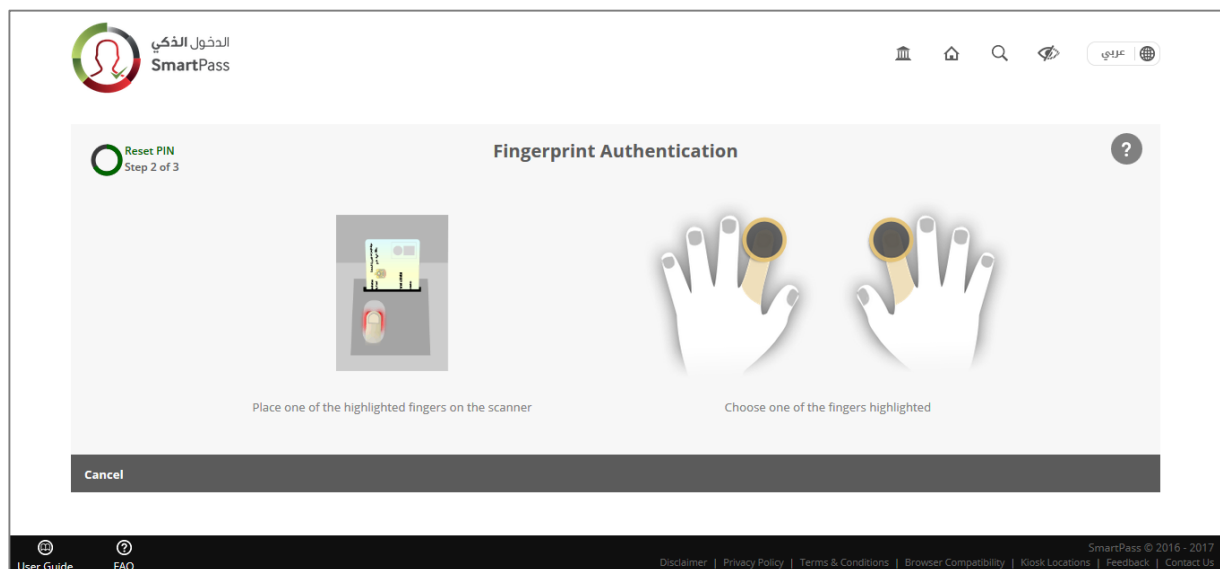 الدخول الذكي
SmartPass
عربي
Reset PIN
Step 2 of 3
Fingerprint Authentication
?
Place one of the highlighted fingers on the scanner
Choose one of the fingers highlighted
Cancel
User Guide
FAQ
SmartPass © 2016 - 2017
Disclaimer | Privacy Policy | Terms & Conditions | Browser Compatibility | Kiosk Locations | Feedback | Contact Us